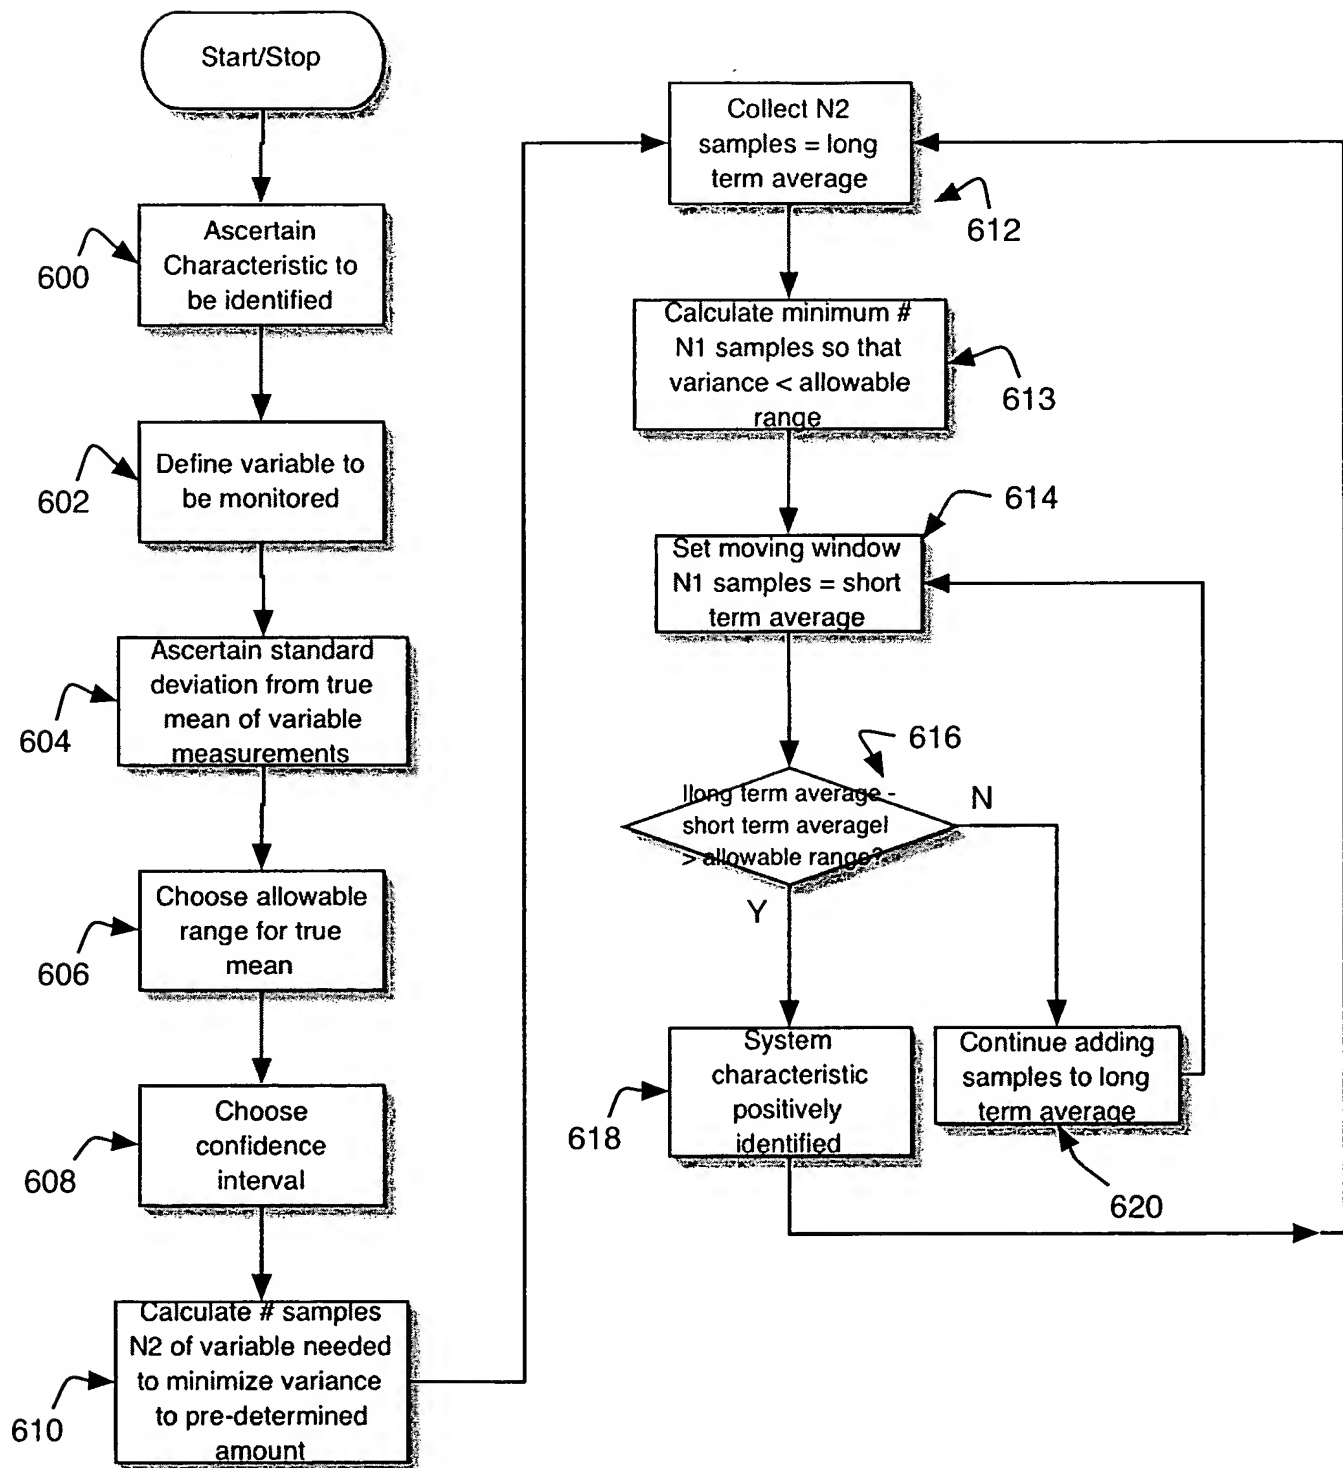 Start/Stop
600
Ascertain
Characteristic to
be identified
602
Define variable to
be monitored
604
Ascertain standard
deviation from true
mean of variable
measurements
606
Choose allowable
range for true
mean
608
Choose
confidence
interval
610
Calculate # samples
N2 of variable needed
to minimize variance
to pre-determined
amount
Collect N2
samples = long
term average
612
Calculate minimum #
N1 samples so that
variance < allowable
range
613
614
Set moving window
N1 samples = short
term average
616
|long term average -
short term average|
> allowable range?
N
Y
618
System
characteristic
positively
identified
Continue adding
samples to long
term average
620